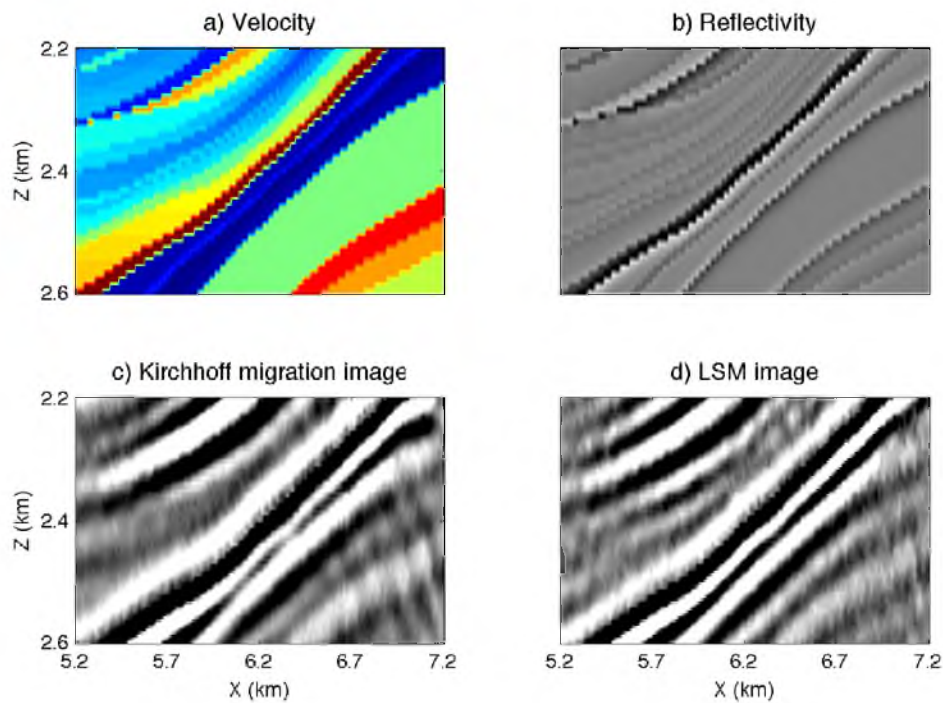 a) Velocity
b) Reflectivity
2.2
2.4
2.6
Z (km)
c) Kirchhoff migration image
d) LSM image
2.2
2.4
2.6
Z (km)
5.2 5.7 6.2 6.7 7.2
5.2 5.7 6.2 6.7 7.2
X (km)
X (km)